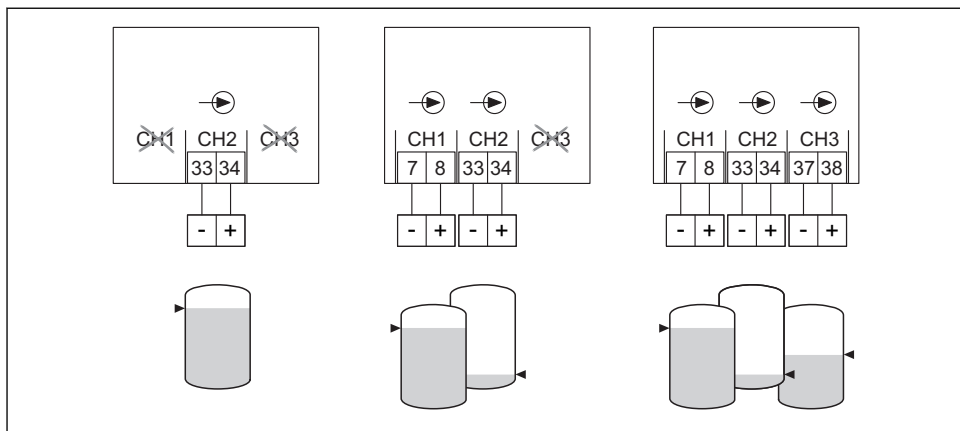 CH1 CH2 CH3 CH1 CH2 CH3 CH1 CH2 CH3
33 34 7 8 33 34 7 8 33 34 37 38
- + - + - + - + - + - +